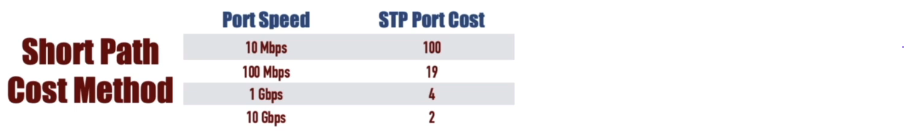 Short Path
Cost Method
Port Speed STP Port Cost
10 Mbps 100
100 Mbps 19
1 Gbps 4
10 Gbps 2